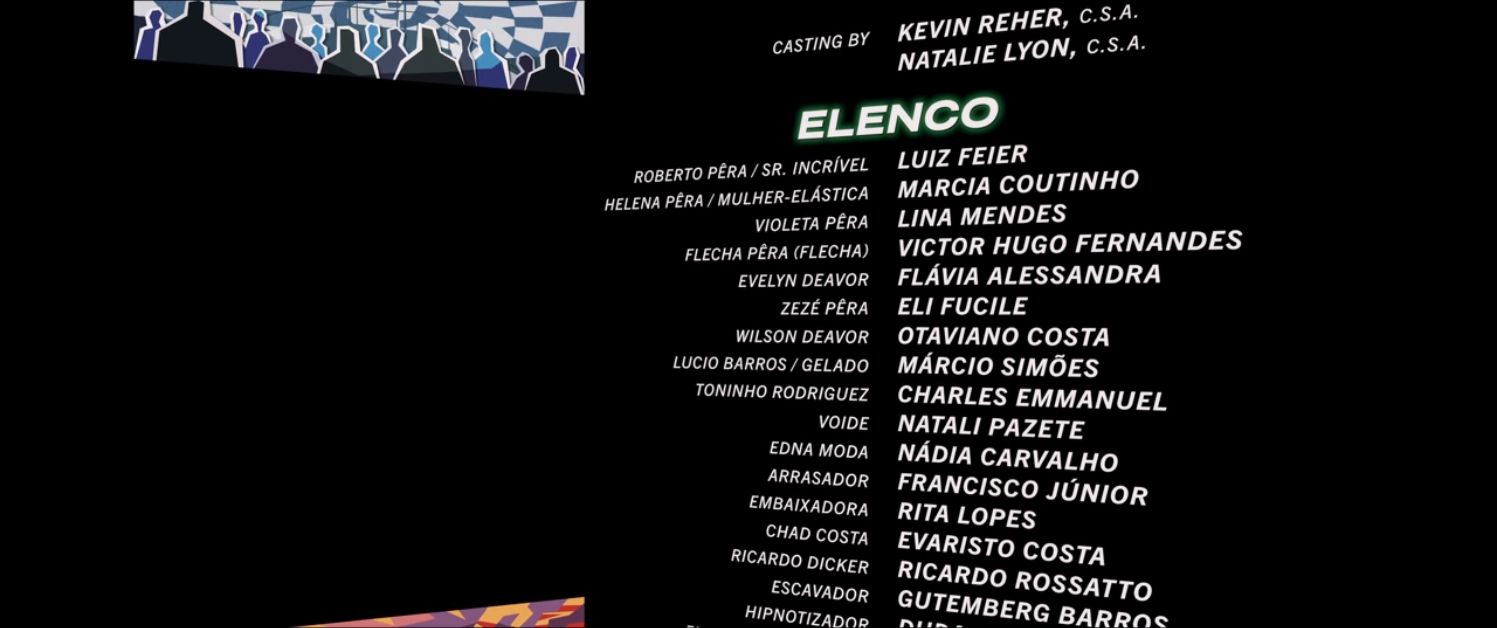 CASTING BY KEVIN REHER, C.S.A.
NATALIE LYON, C.S.A.
ELENCO
ROBERTO PÊRA / SR. INCRÍVEL LUIZ FEIER
HELENA PÊRA / MULHER-ELÁSTICA MARCIA COUTINHO
VIOLETA PÊRA LINA MENDES
FLECHA PÊRA (FLECHA) VICTOR HUGO FERNANDES
EVELYN DEAVOR FLÁVIA ALESSANDRA
ZEZÉ PÊRA ELI FUCILE
WILSON DEAVOR OTAVIANO COSTA
LUCIO BARROS / GELADO MÁRCIO SIMÕES
TONINHO RODRIGUEZ CHARLES EMMANUEL
VOIDE NATALI PAZETE
EDNA MODA NÁDIA CARVALHO
ARRASADOR FRANCISCO JÚNIOR
EMBAIXADORA RITA LOPES
CHAD COSTA EVARISTO COSTA
RICARDO DICKER RICARDO ROSSATTO
ESCAVADOR GUTEMBERG BARROS
HIPNOTIZADOR